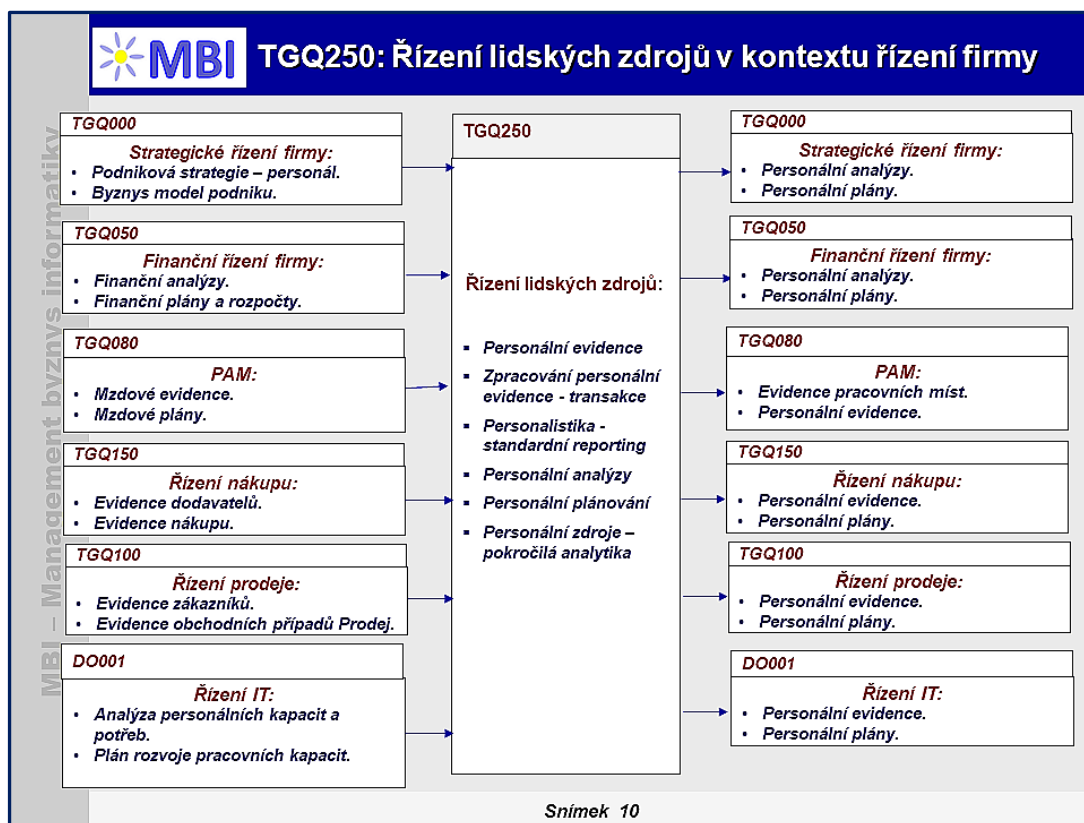 MBI
TGQ250: Řízení lidských zdrojů v kontextu řízení firmy
MBI – Management byznys informatiky
TGQ000
Strategické řízení firmy:
• Podniková strategie – personál.
• Byznys model podniku.
TGQ050
Finanční řízení firmy:
• Finanční analýzy.
• Finanční plány a rozpočty.
TGQ080
PAM:
• Mzdové evidence.
• Mzdové plány.
TGQ150
Řízení nákupu:
• Evidence dodavatelů.
• Evidence nákupu.
TGQ100
Řízení prodeje:
• Evidence zákazníků.
• Evidence obchodních případů Prodej.
DO001
Řízení IT:
• Analýza personálních kapacit a
potřeb.
• Plán rozvoje pracovních kapacit.
TGQ250
Řízení lidských zdrojů:
▪ Personální evidence
▪ Zpracování personální
evidence - transakce
▪ Personalistika -
standardní reporting
▪ Personální analýzy
▪ Personální plánování
▪ Personální zdroje –
pokročilá analytika
TGQ000
Strategické řízení firmy:
• Personální analýzy.
• Personální plány.
TGQ050
Finanční řízení firmy:
• Personální analýzy.
• Personální plány.
TGQ080
PAM:
• Evidence pracovních míst.
• Personální evidence.
TGQ150
Řízení nákupu:
• Personální evidence.
• Personální plány.
TGQ100
Řízení prodeje:
• Personální evidence.
• Personální plány.
DO001
Řízení IT:
• Personální evidence.
• Personální plány.
Snímek 10